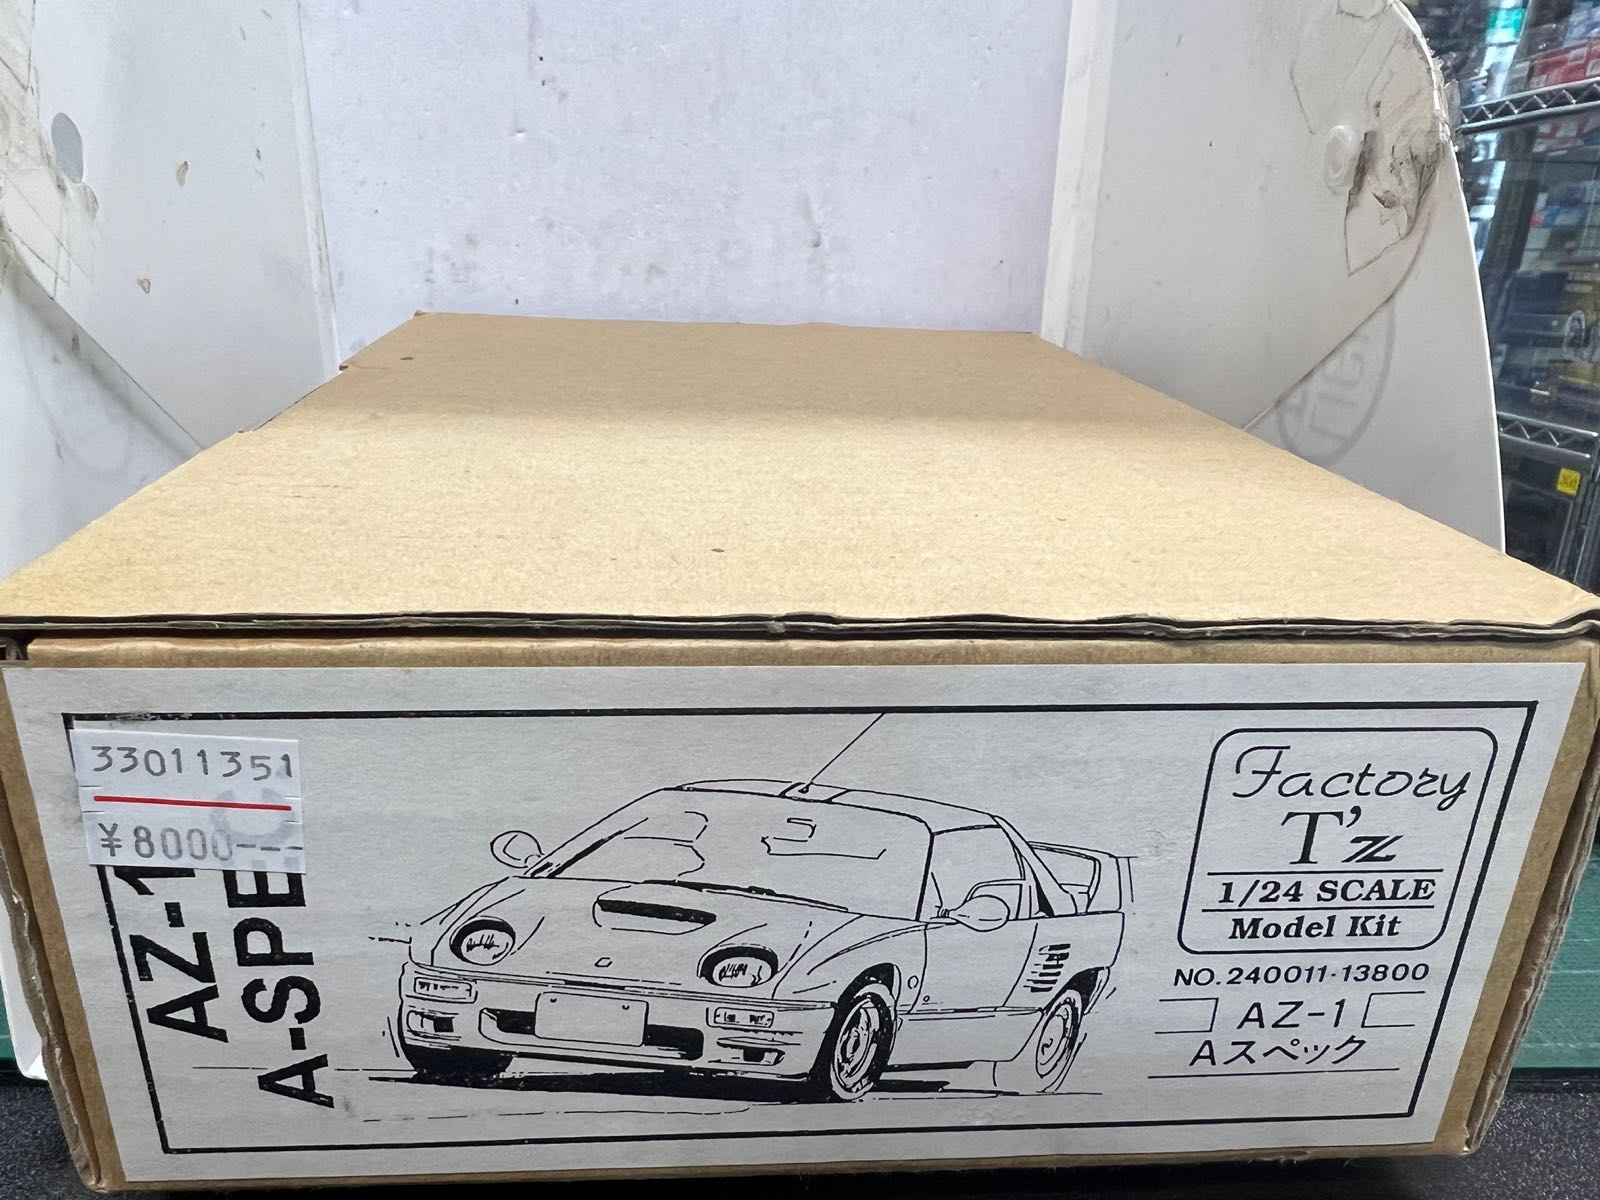 33011351
¥8000---
AZ-1
A-SPE
Factory
T'z
1/24 SCALE
Model Kit
NO. 240011-13800
AZ-1
Aスペック